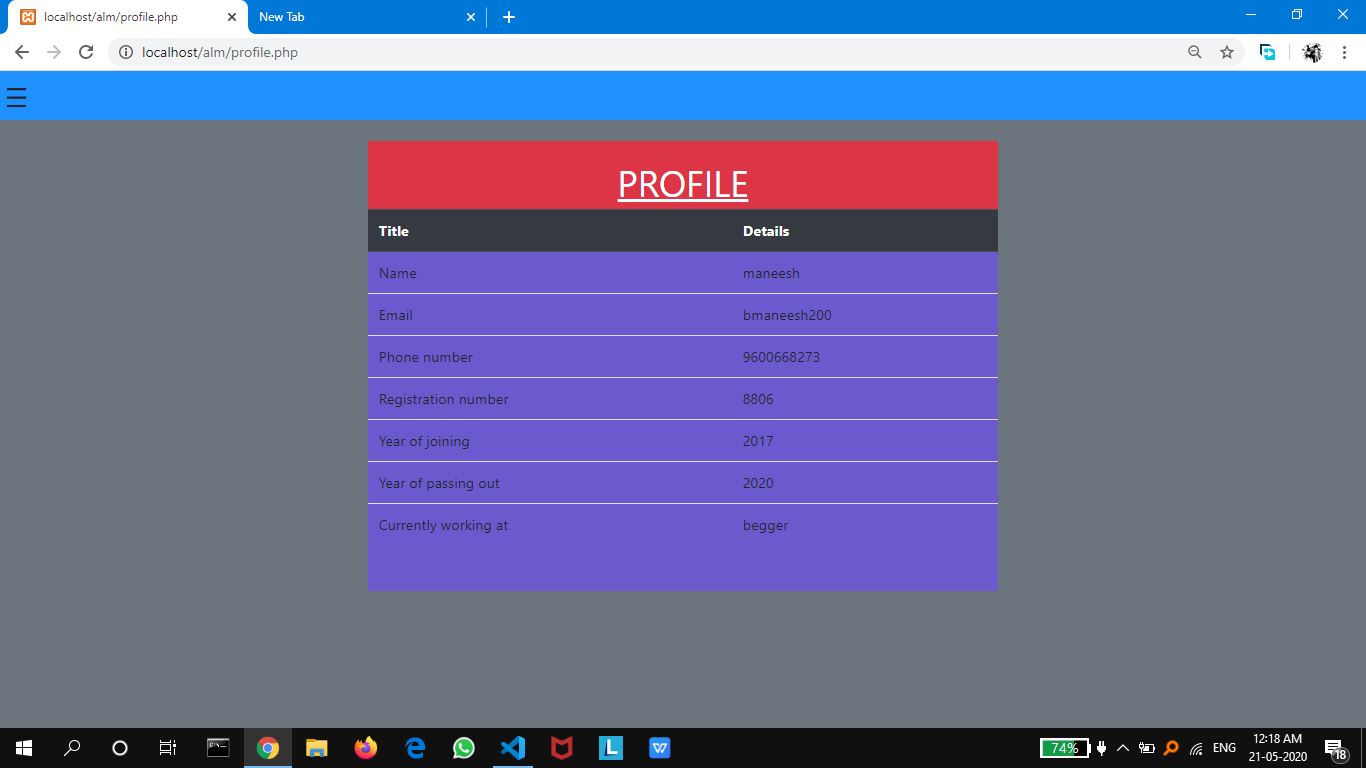 localhost/alm/profile.php
New Tab
localhost/alm/profile.php
PROFILE
Title Details
Name maneesh
Email bmaneesh200
Phone number 9600668273
Registration number 8806
Year of joining 2017
Year of passing out 2020
Currently working at begger
74% ENG 12:18 AM
21-05-2020 18